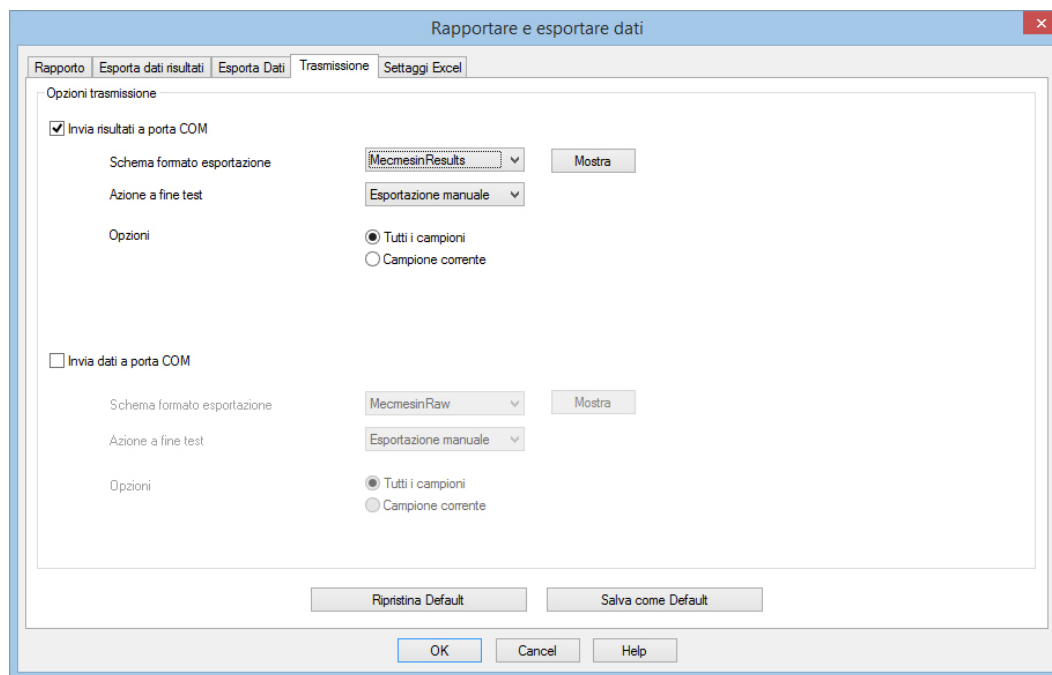 Rapportare e esportare dati
Rapporto Esporta dati risultati Esporta Dati Trasmissione Settaggi Excel
Opzioni trasmissione
Invia risultati a porta COM
Schema formato esportazione MecmesinResults Mostra
Azione a fine test Esportazione manuale
Opzioni Tutti i campioni
Campione corrente
Invia dati a porta COM
Schema formato esportazione MecmesinRaw Mostra
Azione a fine test Esportazione manuale
Opzioni Tutti i campioni
Campione corrente
Ripristina Default Salva come Default
OK Cancel Help